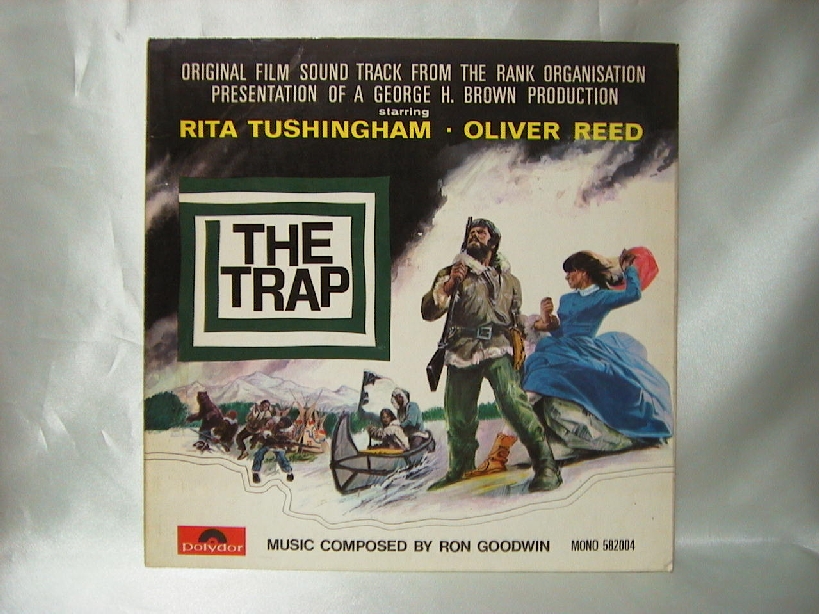 ORIGINAL FILM SOUND TRACK FROM THE RANK ORGANISATION
PRESENTATION OF A GEORGE H. BROWN PRODUCTION
starring
RITA TUSHINGHAM · OLIVER REED
THE
TRAP
Polydor
MUSIC COMPOSED BY RON GOODWIN
MONO 582004